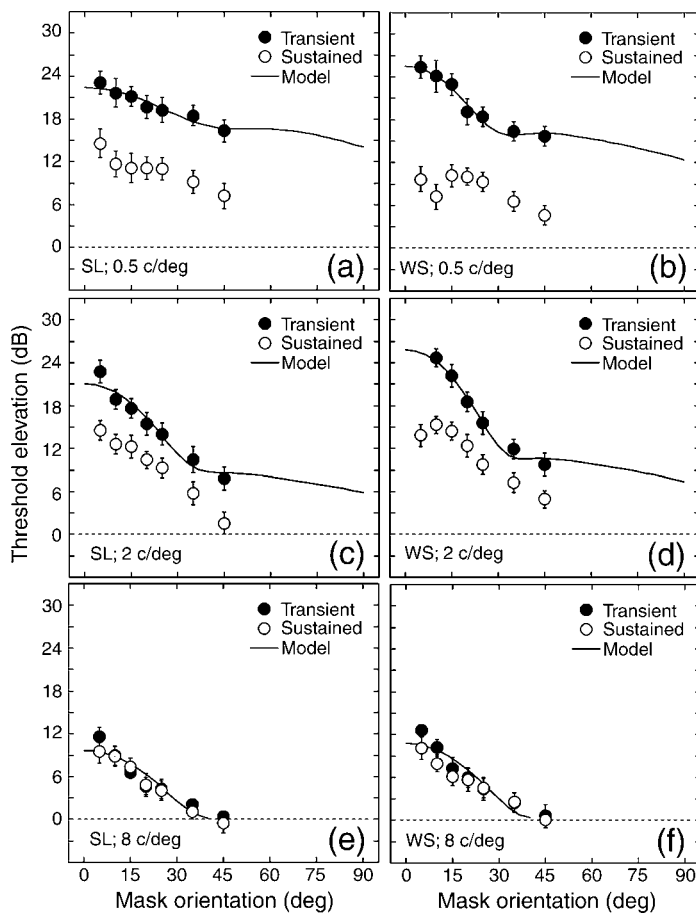 30
24
18
12
6
0
Transient
Sustained
Model
SL; 0.5 c/deg
(a)
Transient
Sustained
Model
WS; 0.5 c/deg
(b)
Threshold elevation (dB)
30
24
18
12
6
0
Transient
Sustained
Model
SL; 2 c/deg
(c)
Transient
Sustained
Model
WS; 2 c/deg
(d)
30
24
18
12
6
0
Transient
Sustained
Model
SL; 8 c/deg
(e)
Transient
Sustained
Model
WS; 8 c/deg
(f)
0 15 30 45 60 75 90
0 15 30 45 60 75 90
Mask orientation (deg)
Mask orientation (deg)